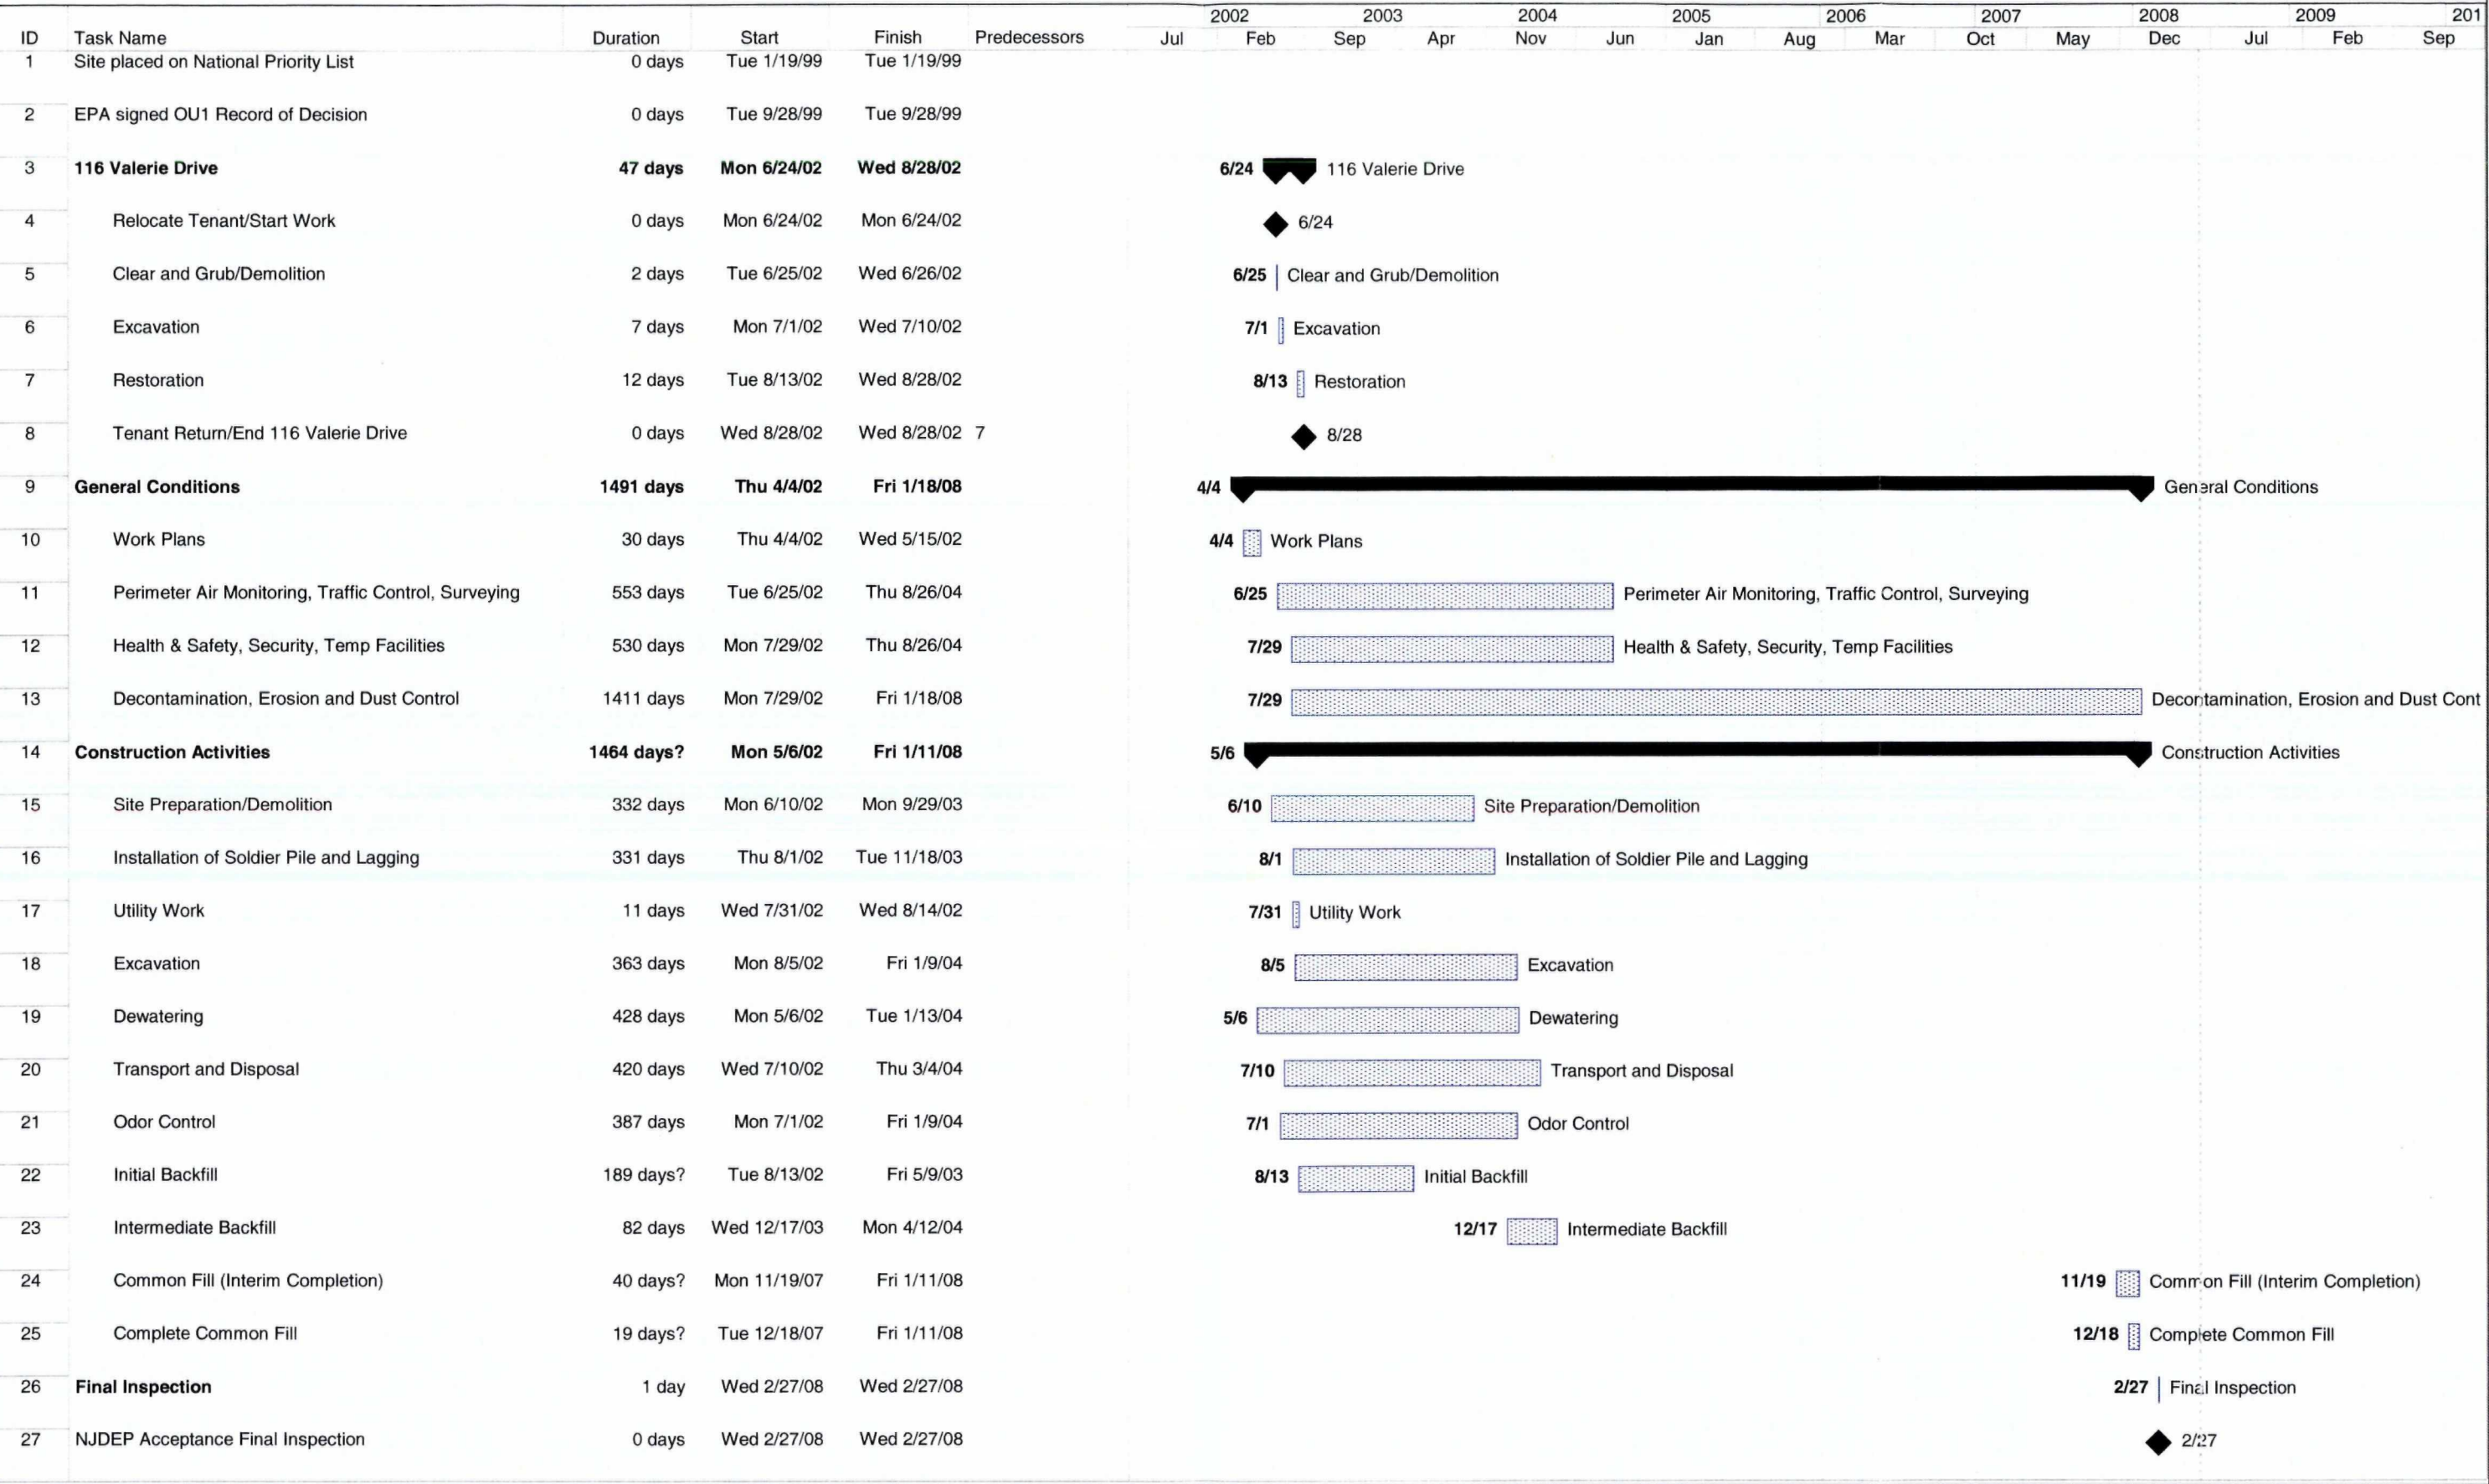 2002 2003 2004 2005 2006 2007 2008 2009 201
ID Task Name Duration Start Finish Predecessors Jul Feb Sep Apr Nov Jun Jan Aug Mar Oct May Dec Jul Feb Sep
1 Site placed on National Priority List 0 days Tue 1/19/99 Tue 1/19/99
2 EPA signed OU1 Record of Decision 0 days Tue 9/28/99 Tue 9/28/99
3 116 Valerie Drive 47 days Mon 6/24/02 Wed 8/28/02 6/24 116 Valerie Drive
4 Relocate Tenant/Start Work 0 days Mon 6/24/02 Mon 6/24/02 6/24
5 Clear and Grub/Demolition 2 days Tue 6/25/02 Wed 6/26/02 6/25 Clear and Grub/Demolition
6 Excavation 7 days Mon 7/1/02 Wed 7/10/02 7/1 Excavation
7 Restoration 12 days Tue 8/13/02 Wed 8/28/02 8/13 Restoration
8 Tenant Return/End 116 Valerie Drive 0 days Wed 8/28/02 Wed 8/28/02 7 8/28
9 General Conditions 1491 days Thu 4/4/02 Fri 1/18/08 4/4 General Conditions
10 Work Plans 30 days Thu 4/4/02 Wed 5/15/02 4/4 Work Plans
11 Perimeter Air Monitoring, Traffic Control, Surveying 553 days Tue 6/25/02 Thu 8/26/04 6/25 Perimeter Air Monitoring, Traffic Control, Surveying
12 Health & Safety, Security, Temp Facilities 530 days Mon 7/29/02 Thu 8/26/04 7/29 Health & Safety, Security, Temp Facilities
13 Decontamination, Erosion and Dust Control 1411 days Mon 7/29/02 Fri 1/18/08 7/29 Decontamination, Erosion and Dust Cont
14 Construction Activities 1464 days? Mon 5/6/02 Fri 1/11/08 5/6 Construction Activities
15 Site Preparation/Demolition 332 days Mon 6/10/02 Mon 9/29/03 6/10 Site Preparation/Demolition
16 Installation of Soldier Pile and Lagging 331 days Thu 8/1/02 Tue 11/18/03 8/1 Installation of Soldier Pile and Lagging
17 Utility Work 11 days Wed 7/31/02 Wed 8/14/02 7/31 Utility Work
18 Excavation 363 days Mon 8/5/02 Fri 1/9/04 8/5 Excavation
19 Dewatering 428 days Mon 5/6/02 Tue 1/13/04 5/6 Dewatering
20 Transport and Disposal 420 days Wed 7/10/02 Thu 3/4/04 7/10 Transport and Disposal
21 Odor Control 387 days Mon 7/1/02 Fri 1/9/04 7/1 Odor Control
22 Initial Backfill 189 days? Tue 8/13/02 Fri 5/9/03 8/13 Initial Backfill
23 Intermediate Backfill 82 days Wed 12/17/03 Mon 4/12/04 12/17 Intermediate Backfill
24 Common Fill (Interim Completion) 40 days? Mon 11/19/07 Fri 1/11/08 11/19 Common Fill (Interim Completion)
25 Complete Common Fill 19 days? Tue 12/18/07 Fri 1/11/08 12/18 Complete Common Fill
26 Final Inspection 1 day Wed 2/27/08 Wed 2/27/08 2/27 Final Inspection
27 NJDEP Acceptance Final Inspection 0 days Wed 2/27/08 Wed 2/27/08 2/27